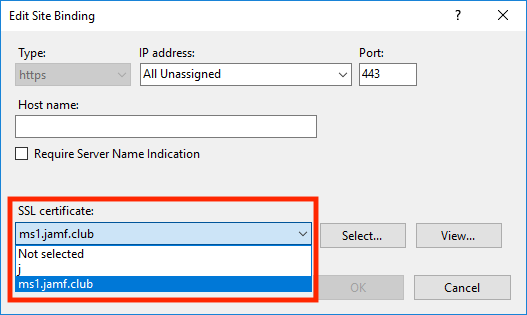 Edit Site Binding
?
Type:
IP address:
Port:
https
All Unassigned
443
Host name:
Require Server Name Indication
SSL certificate:
ms1.jamf.club
Select...
View...
Not selected
j
ms1.jamf.club
OK
Cancel